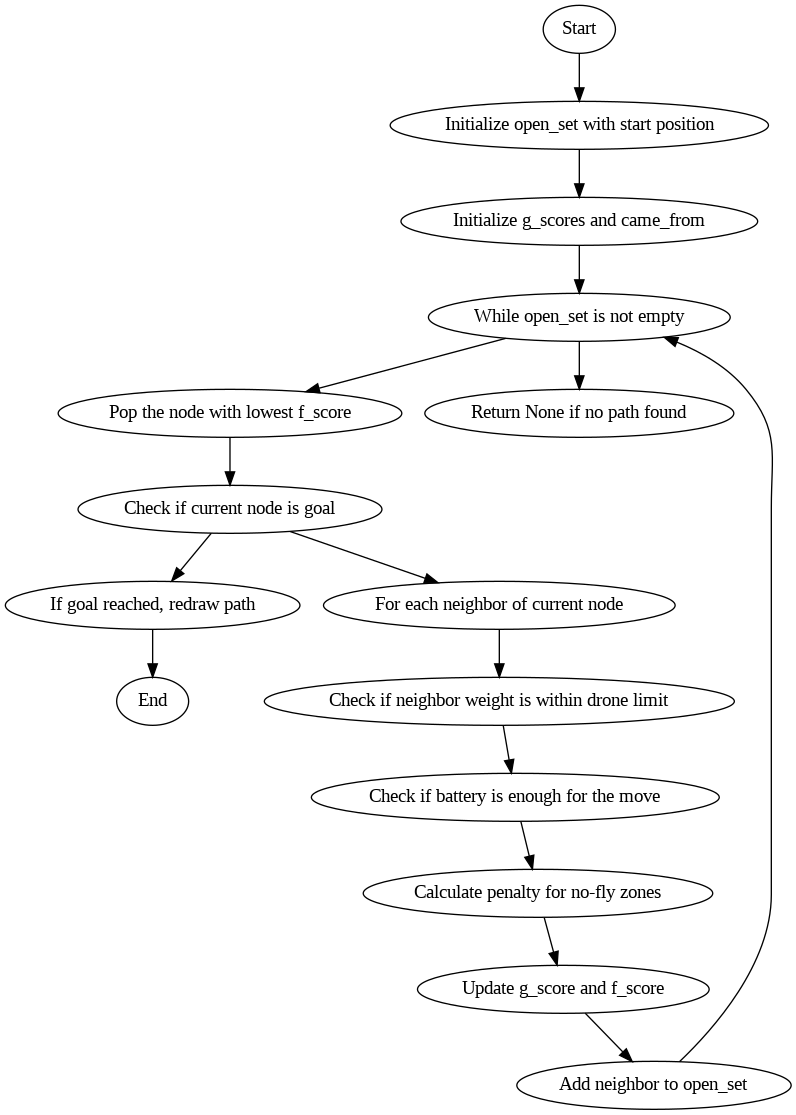 Start
Initialize open_set with start position
Initialize g_scores and came_from
While open_set is not empty
Pop the node with lowest f_score
Return None if no path found
Check if current node is goal
If goal reached, redraw path
For each neighbor of current node
End
Check if neighbor weight is within drone limit
Check if battery is enough for the move
Calculate penalty for no-fly zones
Update g_score and f_score
Add neighbor to open_set